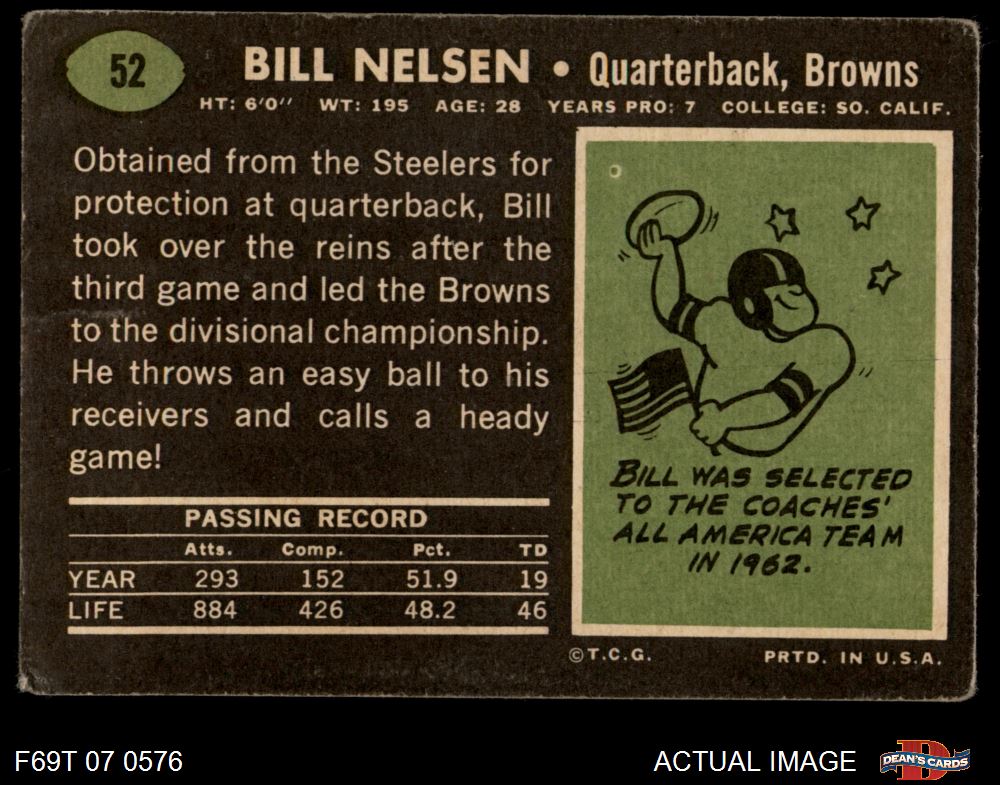 52
BILL NELSEN • Quarterback, Browns
HT: 6'0" WT: 195 AGE: 28 YEARS PRO: 7 COLLEGE: SO. CALIF.
Obtained from the Steelers for
protection at quarterback, Bill
took over the reins after the
third game and led the Browns
to the divisional championship.
He throws an easy ball to his
receivers and calls a heady
game!
PASSING RECORD
Atts. Comp. Pct. TD
YEAR 293 152 51.9 19
LIFE 884 426 48.2 46
BILL WAS SELECTED
TO THE COACHES'
ALL AMERICA TEAM
IN 1962.
©T.C.G. PRTD. IN U.S.A.
F69T 07 0576 ACTUAL IMAGE
DEAN'S CARDS